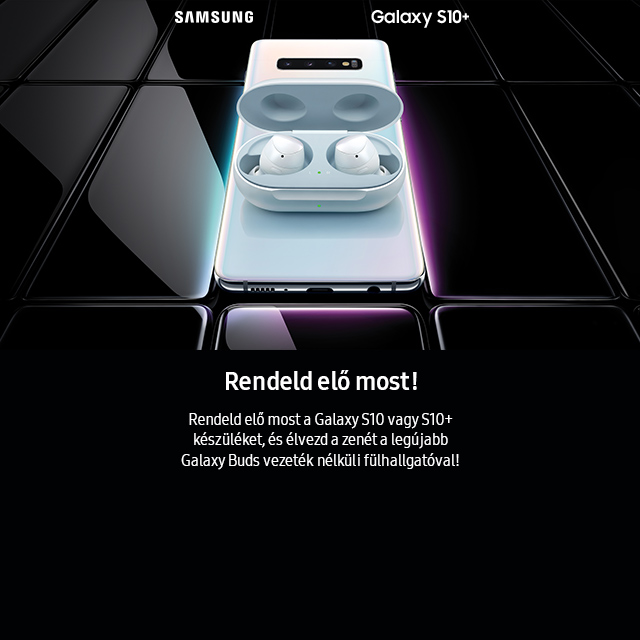 SAMSUNG Galaxy S10+
Rendeld elő most!
Rendeld elő most a Galaxy S10 vagy S10+
készüléket, és élvezd a zenét a legújabb
Galaxy Buds vezeték nélküli fülhallgatóval!